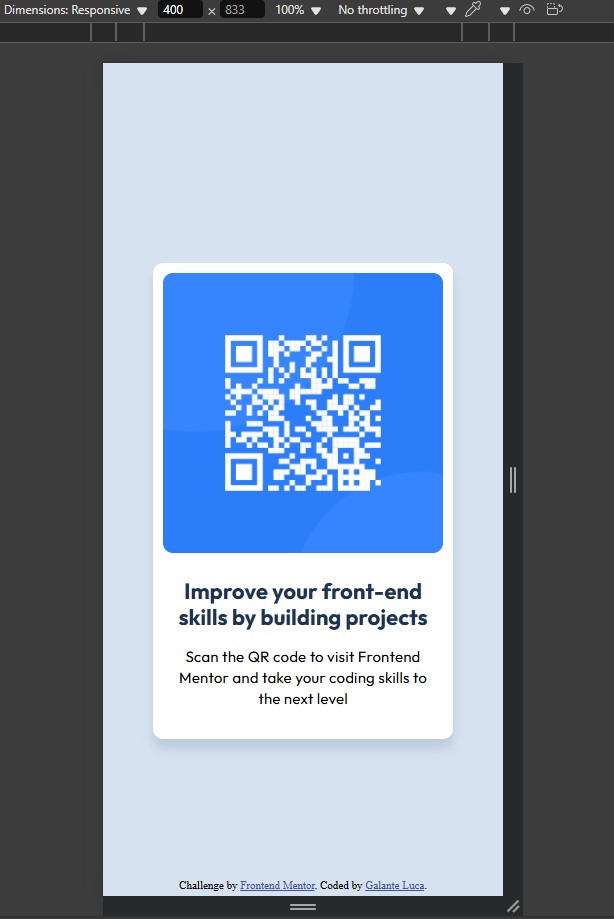 Dimensions: Responsive 400 × 833 100% No throttling
Improve your front-end
skills by building projects
Scan the QR code to visit Frontend
Mentor and take your coding skills to
the next level
Challenge by Frontend Mentor. Coded by Galante Luca.